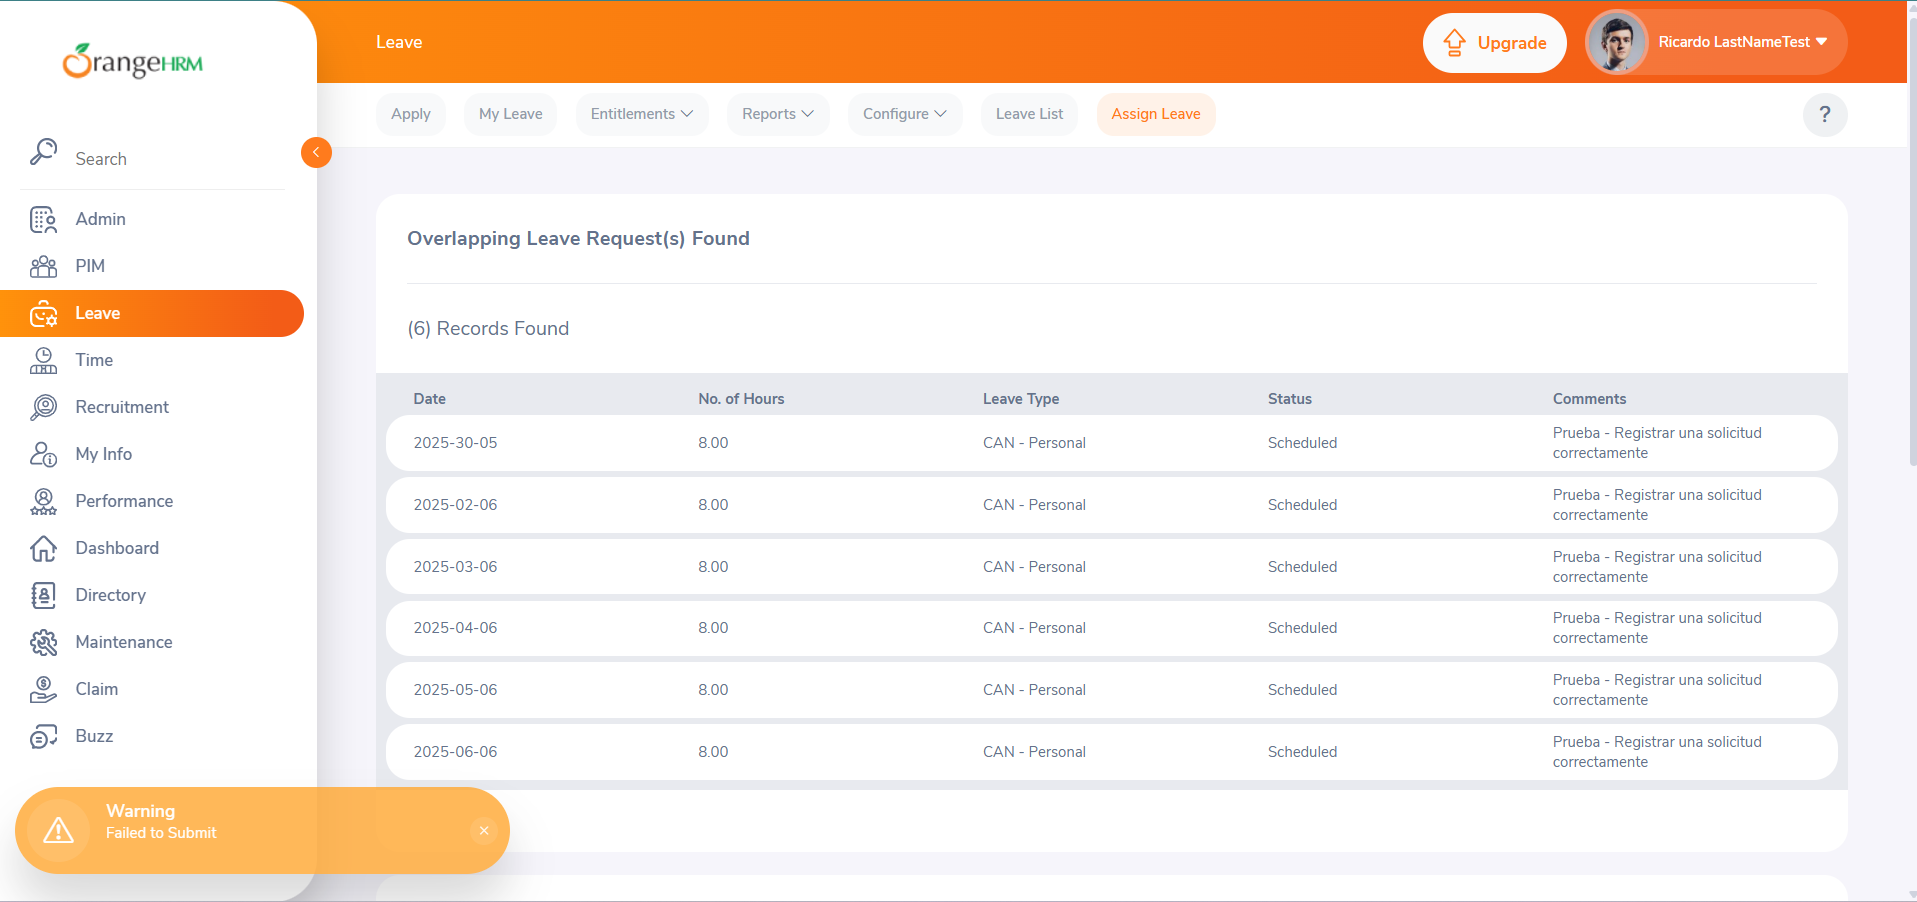 OrangeHRM
Leave
Upgrade
Ricardo LastNameTest
Apply
My Leave
Entitlements
Reports
Configure
Leave List
Assign Leave
?
Search
Admin
PIM
Leave
Time
Recruitment
My Info
Performance
Dashboard
Directory
Maintenance
Claim
Buzz
Overlapping Leave Request(s) Found
(6) Records Found
Date No. of Hours Leave Type Status Comments
2025-30-05 8.00 CAN - Personal Scheduled Prueba - Registrar una solicitud
correctamente
2025-02-06 8.00 CAN - Personal Scheduled Prueba - Registrar una solicitud
correctamente
2025-03-06 8.00 CAN - Personal Scheduled Prueba - Registrar una solicitud
correctamente
2025-04-06 8.00 CAN - Personal Scheduled Prueba - Registrar una solicitud
correctamente
2025-05-06 8.00 CAN - Personal Scheduled Prueba - Registrar una solicitud
correctamente
2025-06-06 8.00 CAN - Personal Scheduled Prueba - Registrar una solicitud
correctamente
Warning
Failed to Submit